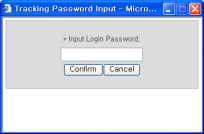 Tracking Password Input - Micro...
+ Input Login Password.
Confirm Cancel